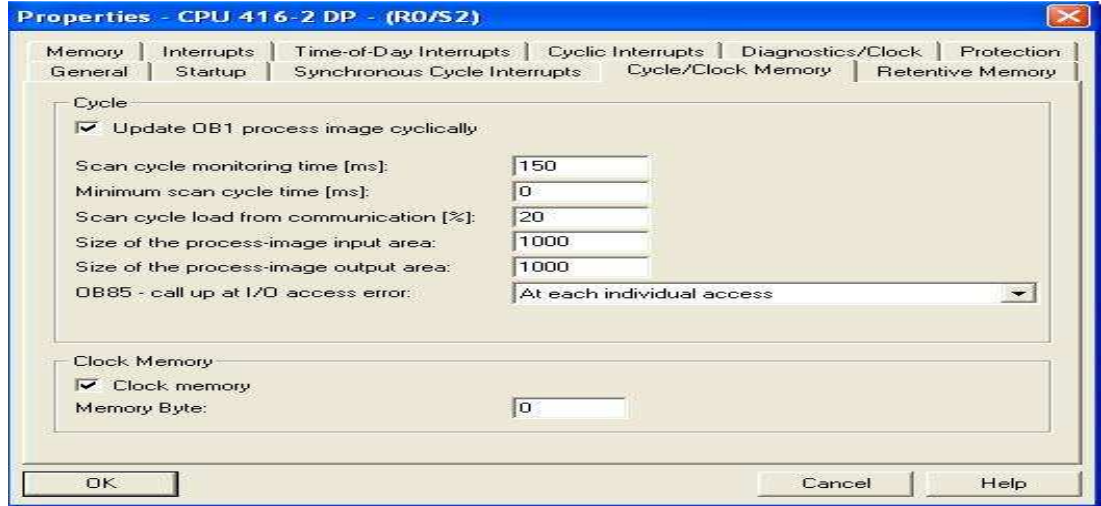 Properties - CPU 416-2 DP - (R0/S2)
Memory Interrupts Time-of-Day Interrupts Cyclic Interrupts Diagnostics/Clock Protection
General Startup Synchronous Cycle Interrupts Cycle/Clock Memory Retentive Memory
Cycle
Update OB1 process image cyclically
Scan cycle monitoring time [ms]: 150
Minimum scan cycle time [ms]: 0
Scan cycle load from communication [%]: 20
Size of the process-image input area: 1000
Size of the process-image output area: 1000
OB85 - call up at I/O access error: At each individual access
Clock Memory
Clock memory
Memory Byte: 0
OK Cancel Help